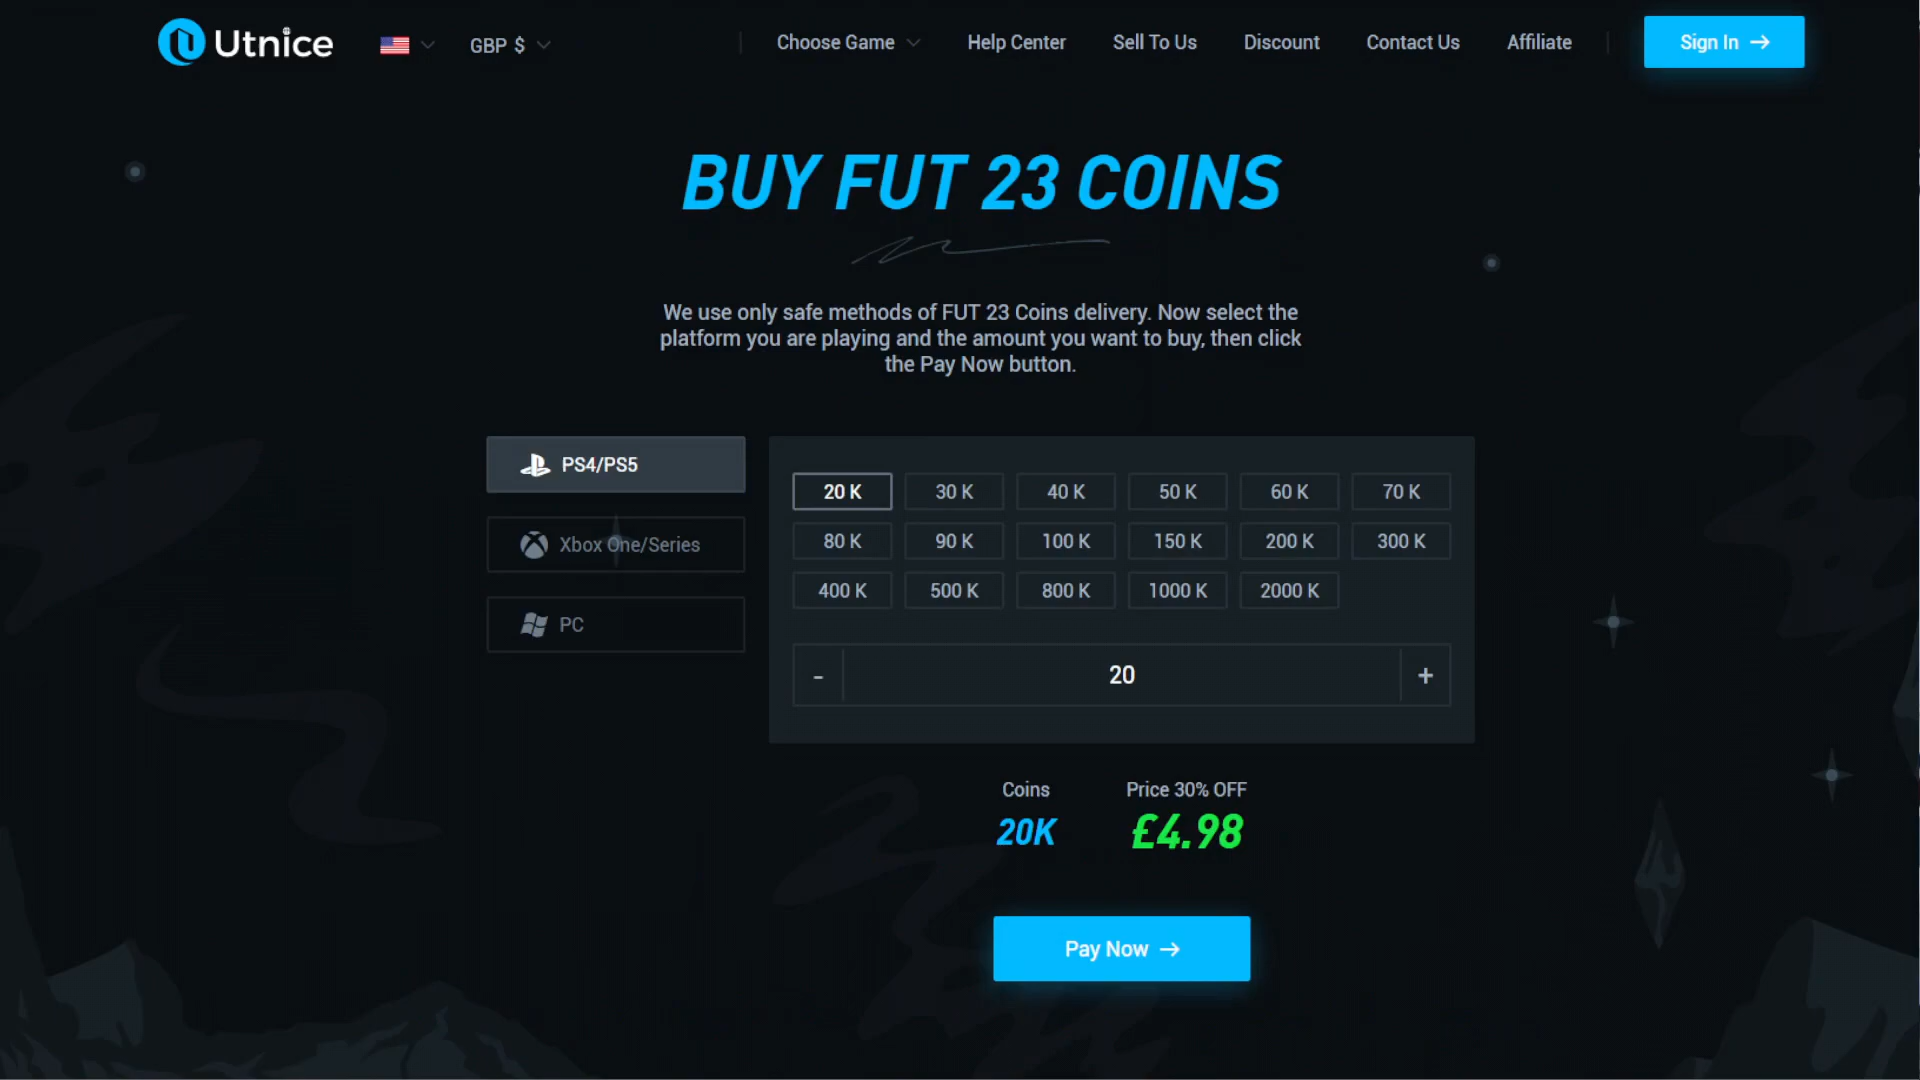 Utnice
GBP $
Choose Game
Help Center
Sell To Us
Discount
Contact Us
Affiliate
Sign In →
BUY FUT 23 COINS
We use only safe methods of FUT 23 Coins delivery. Now select the
platform you are playing and the amount you want to buy, then click
the Pay Now button.
PS4/PS5
Xbox One/Series
PC
20 K 30 K 40 K 50 K 60 K 70 K
80 K 90 K 100 K 150 K 200 K 300 K
400 K 500 K 800 K 1000 K 2000 K
- 20 +
Coins
20K
Price 30% OFF
£4.98
Pay Now →